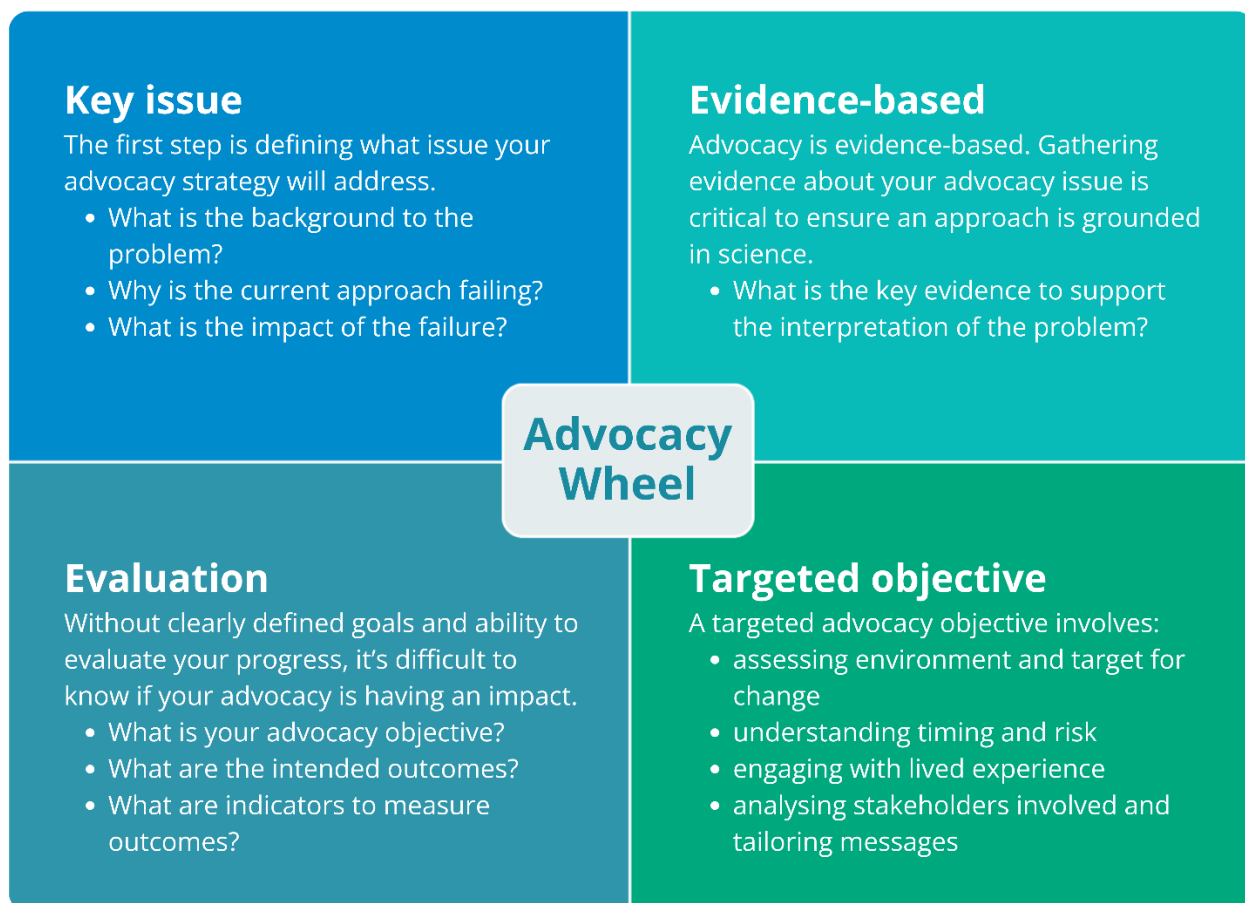 Key issue
The first step is defining what issue your
advocacy strategy will address.
• What is the background to the
problem?
• Why is the current approach failing?
• What is the impact of the failure?
Evidence-based
Advocacy is evidence-based. Gathering
evidence about your advocacy issue is
critical to ensure an approach is grounded
in science.
• What is the key evidence to support
the interpretation of the problem?
Advocacy
Wheel
Evaluation
Without clearly defined goals and ability to
evaluate your progress, it’s difficult to
know if your advocacy is having an impact.
• What is your advocacy objective?
• What are the intended outcomes?
• What are indicators to measure
outcomes?
Targeted objective
A targeted advocacy objective involves:
• assessing environment and target for
change
• understanding timing and risk
• engaging with lived experience
• analysing stakeholders involved and
tailoring messages